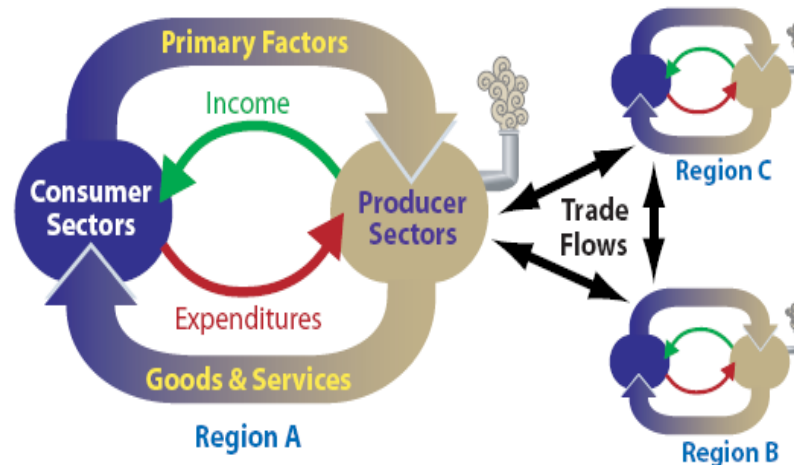 Primary Factors
Income
Consumer
Sectors
Producer
Sectors
Expenditures
Goods & Services
Region A
Trade
Flows
Region C
Region B